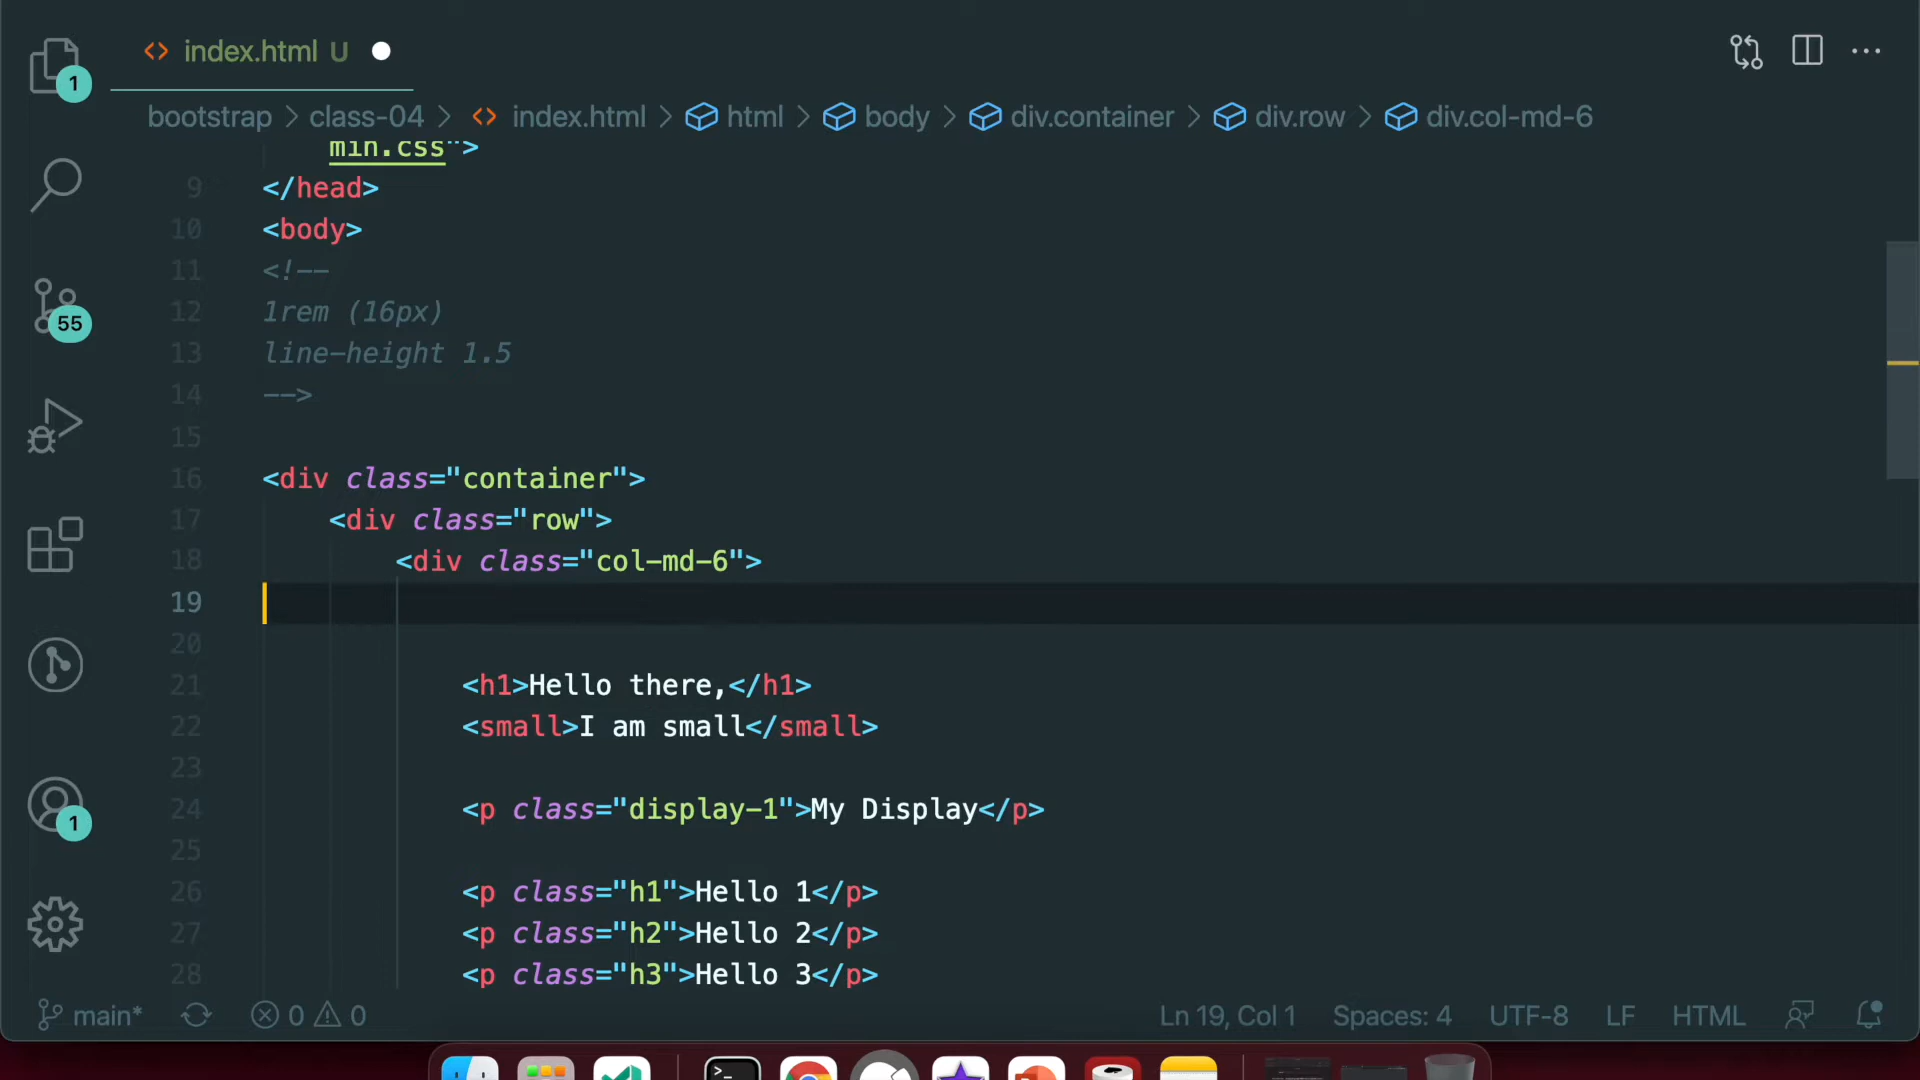 1
index.html U
bootstrap > class-04 > <> index.html > html > body > div.container > div.row > div.col-md-6
min.css">
9 </head>
10 <body>
11 <!--
12 1rem (16px)
13 line-height 1.5
14 -->
15
16 <div class="container">
17 <div class="row">
18 <div class="col-md-6">
19
20
21 <h1>Hello there,</h1>
22 <small>I am small</small>
23
24 <p class="display-1">My Display</p>
25
26 <p class="h1">Hello 1</p>
27 <p class="h2">Hello 2</p>
28 <p class="h3">Hello 3</p>
55
1
main* 0 0 Ln 19, Col 1 Spaces: 4 UTF-8 LF HTML